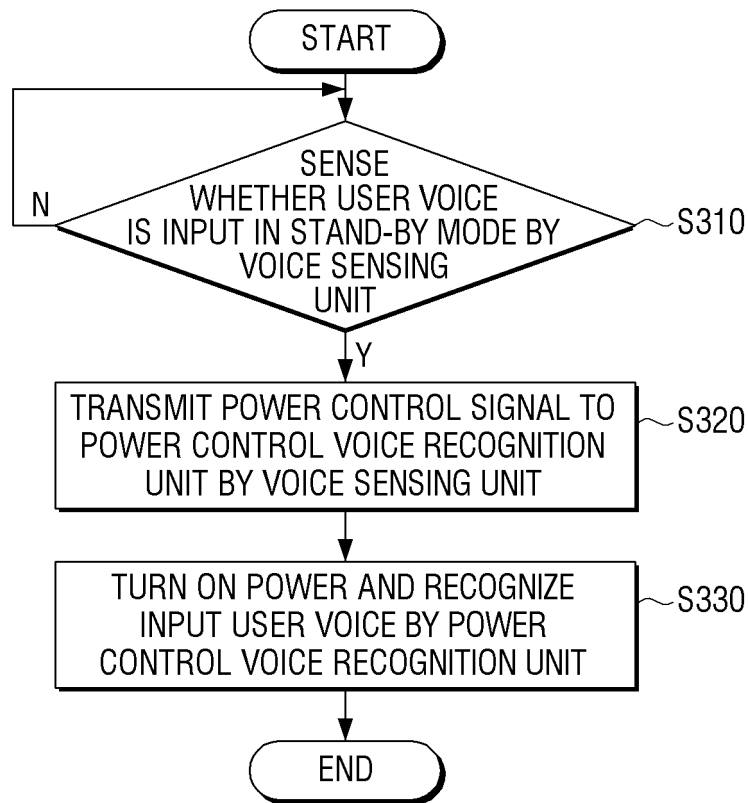 START
SENSE
WHETHER USER VOICE
IS INPUT IN STAND-BY MODE BY
VOICE SENSING
UNIT
N
S310
Y
TRANSMIT POWER CONTROL SIGNAL TO
POWER CONTROL VOICE RECOGNITION
UNIT BY VOICE SENSING UNIT
S320
TURN ON POWER AND RECOGNIZE
INPUT USER VOICE BY POWER
CONTROL VOICE RECOGNITION UNIT
S330
END